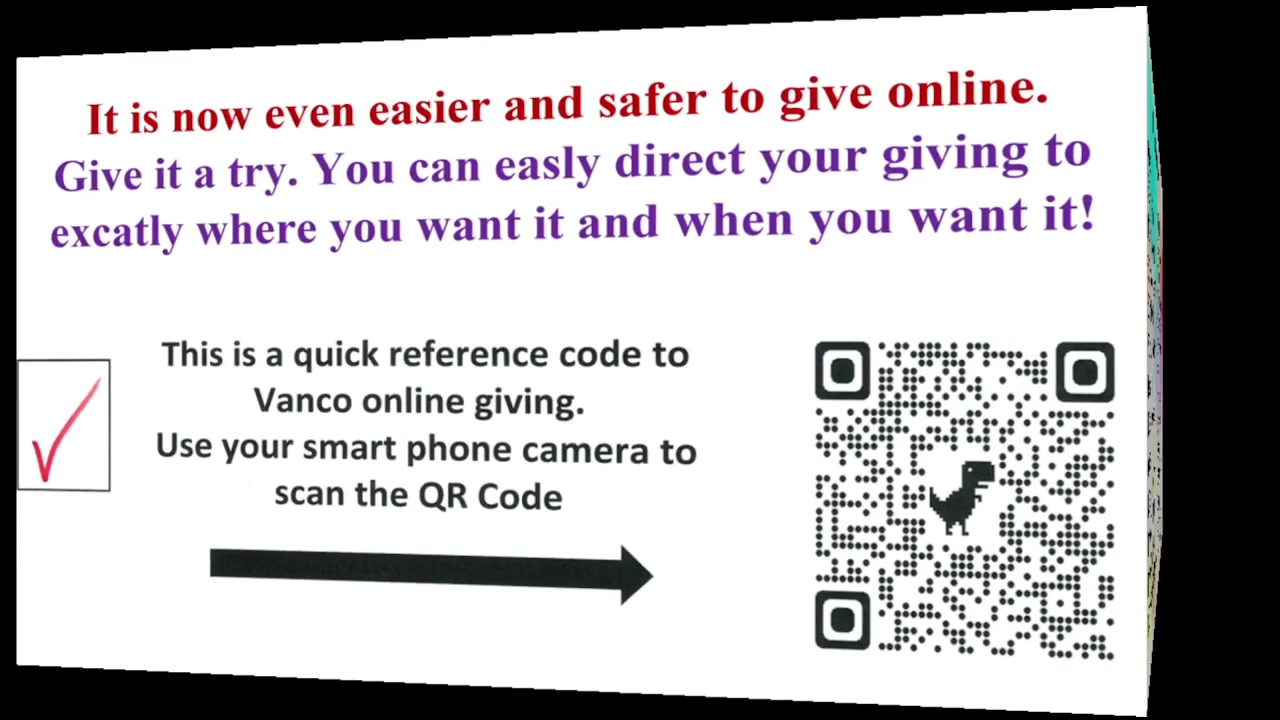 It is now even easier and safer to give online.
Give it a try. You can easly direct your giving to
excatly where you want it and when you want it!
This is a quick reference code to
Vanco online giving.
Use your smart phone camera to
scan the QR Code